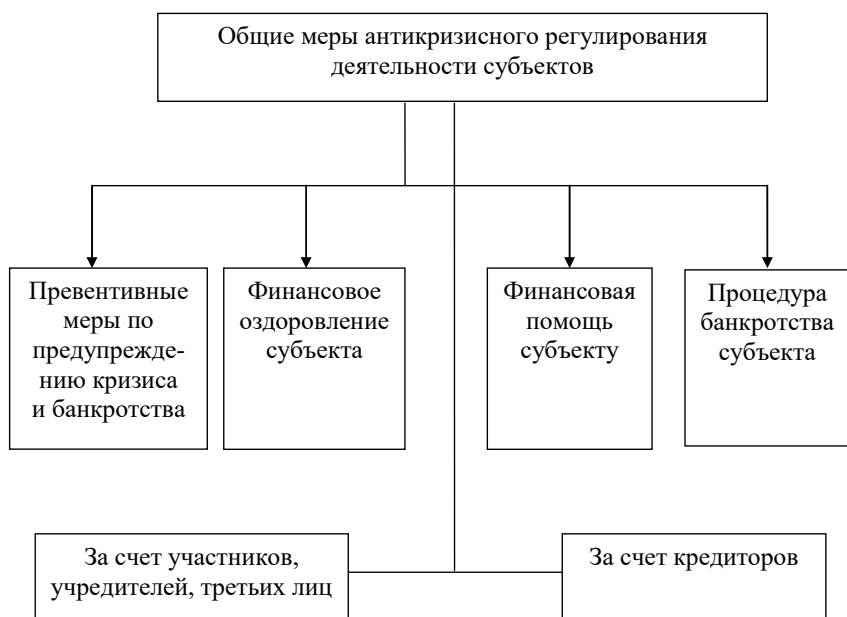 Общие меры антикризисного регулирования
деятельности субъектов
Превентивные
меры по
предупрежде-
нию кризиса
и банкротства
Финансовое
оздоровление
субъекта
Финансовая
помощь
субъекту
Процедура
банкротства
субъекта
За счет участников,
учредителей, третьих лиц
За счет кредиторов